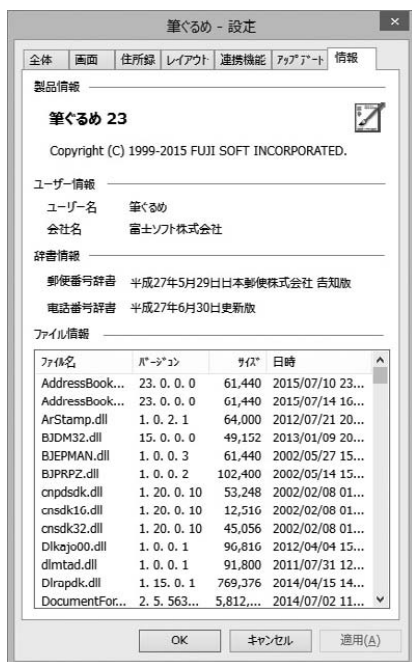 筆ぐるめ - 設定
全体 画面 住所録 レイアウト 連携機能 アップデート 情報
製品情報
筆ぐるめ 23
Copyright (C) 1999-2015 FUJI SOFT INCORPORATED.
ユーザー情報
ユーザー名 筆ぐるめ
会社名 富士ソフト株式会社
辞書情報
郵便番号辞書 平成27年5月29日日本郵便株式会社 告知版
電話番号辞書 平成27年6月30日更新版
ファイル情報
ファイル名 バージョン サイズ 日時
AddressBook... 23. 0. 0. 0 61,440 2015/07/10 23...
AddressBook... 23. 0. 0. 0 61,440 2015/07/14 16...
ArStamp.dll 1. 0. 2. 1 64,000 2012/07/21 20...
BJDM32.dll 15. 0. 0. 0 49,152 2013/01/09 20...
BJEPMAN.dll 1. 0. 0. 3 61,440 2002/05/27 15...
BJPRPZ.dll 1. 0. 0. 2 102,400 2002/05/14 15...
cnpdsdk.dll 1. 20. 0. 10 53,248 2002/02/08 01...
cnsdk16.dll 1. 20. 0. 10 12,516 2002/02/08 01...
cnsdk32.dll 1. 20. 0. 10 45,056 2002/02/08 01...
Dlkajo00.dll 1. 0. 0. 1 96,816 2012/04/04 15...
dlmtad.dll 1. 0. 0. 1 91,800 2011/07/31 12...
Dlrapdk.dll 1. 15. 0. 1 769,376 2014/04/15 14...
DocumentFor... 2. 5. 563... 5,812,... 2014/07/02 11...
OK キャンセル 適用(A)